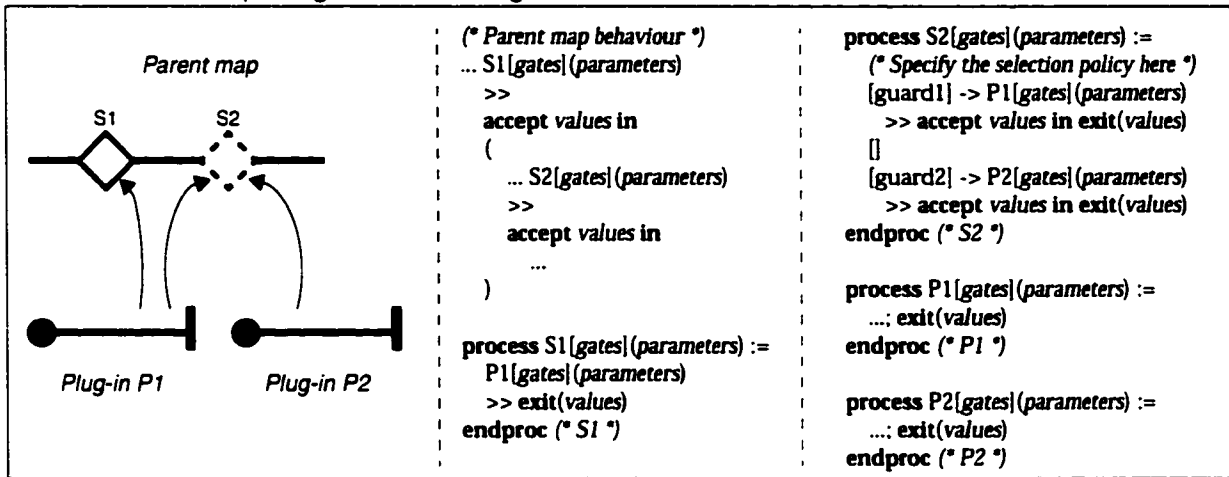 Parent map
S1
S2
Plug-in P1
Plug-in P2
(* Parent map behaviour *)
... S1[gates](parameters)
>>
accept values in
(
... S2[gates](parameters)
>>
accept values in
...
)
process S1[gates](parameters) :=
P1[gates](parameters)
>> exit(values)
endproc (* S1 *)
process S2[gates](parameters) :=
(* Specify the selection policy here *)
[guard1] -> P1[gates](parameters)
>> accept values in exit(values)
[]
[guard2] -> P2[gates](parameters)
>> accept values in exit(values)
endproc (* S2 *)
process P1[gates](parameters) :=
...; exit(values)
endproc (* P1 *)
process P2[gates](parameters) :=
...; exit(values)
endproc (* P2 *)